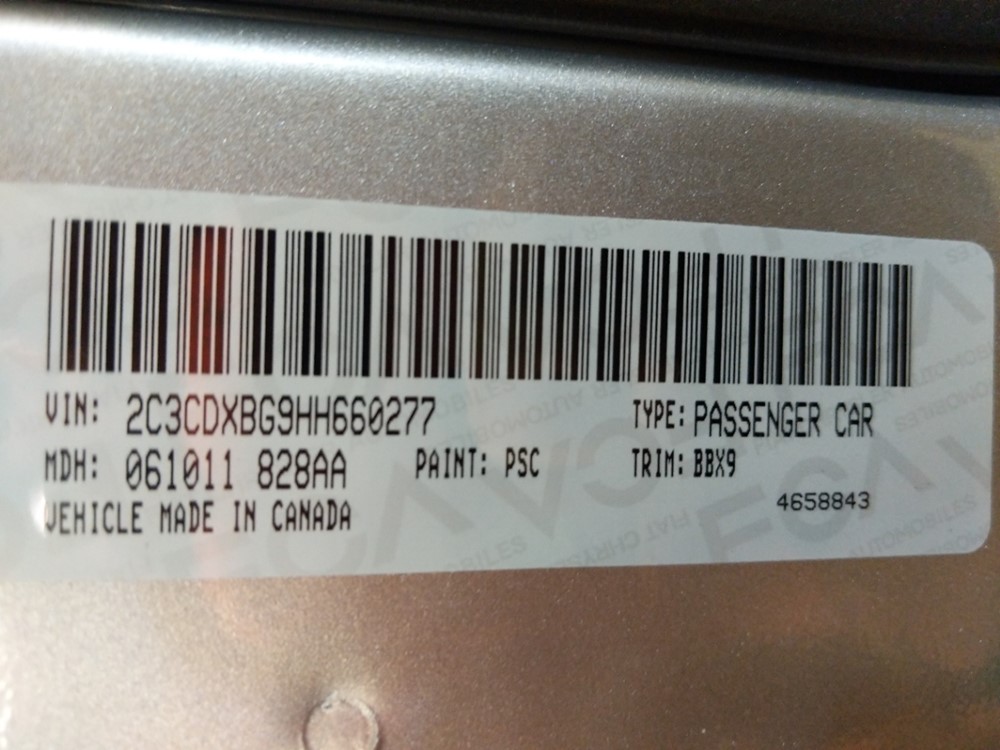 VIN: 2C3CDXBG9HH660277 TYPE: PASSENGER CAR
MDH: 061011 828AA PAINT: PSC TRIM: BBX9
VEHICLE MADE IN CANADA 4658843